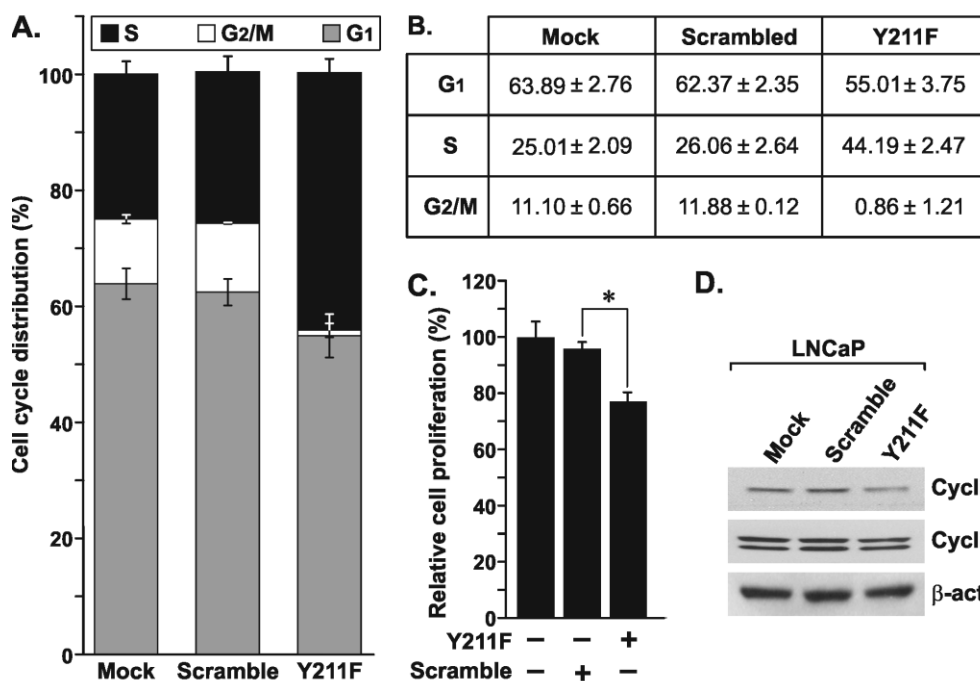 A.
S G2/M G1
Cell cycle distribution (%)
100
80
60
40
20
0
Mock Scramble Y211F
B.
Mock Scrambled Y211F
G1 63.89 ± 2.76 62.37 ± 2.35 55.01 ± 3.75
S 25.01 ± 2.09 26.06 ± 2.64 44.19 ± 2.47
G2/M 11.10 ± 0.66 11.88 ± 0.12 0.86 ± 1.21
C.
Relative cell proliferation (%)
120
100
80
60
40
20
0
*
Y211F − − +
Scramble − + −
D.
LNCaP
Mock Scramble Y211F
Cycl
Cycl
β-act